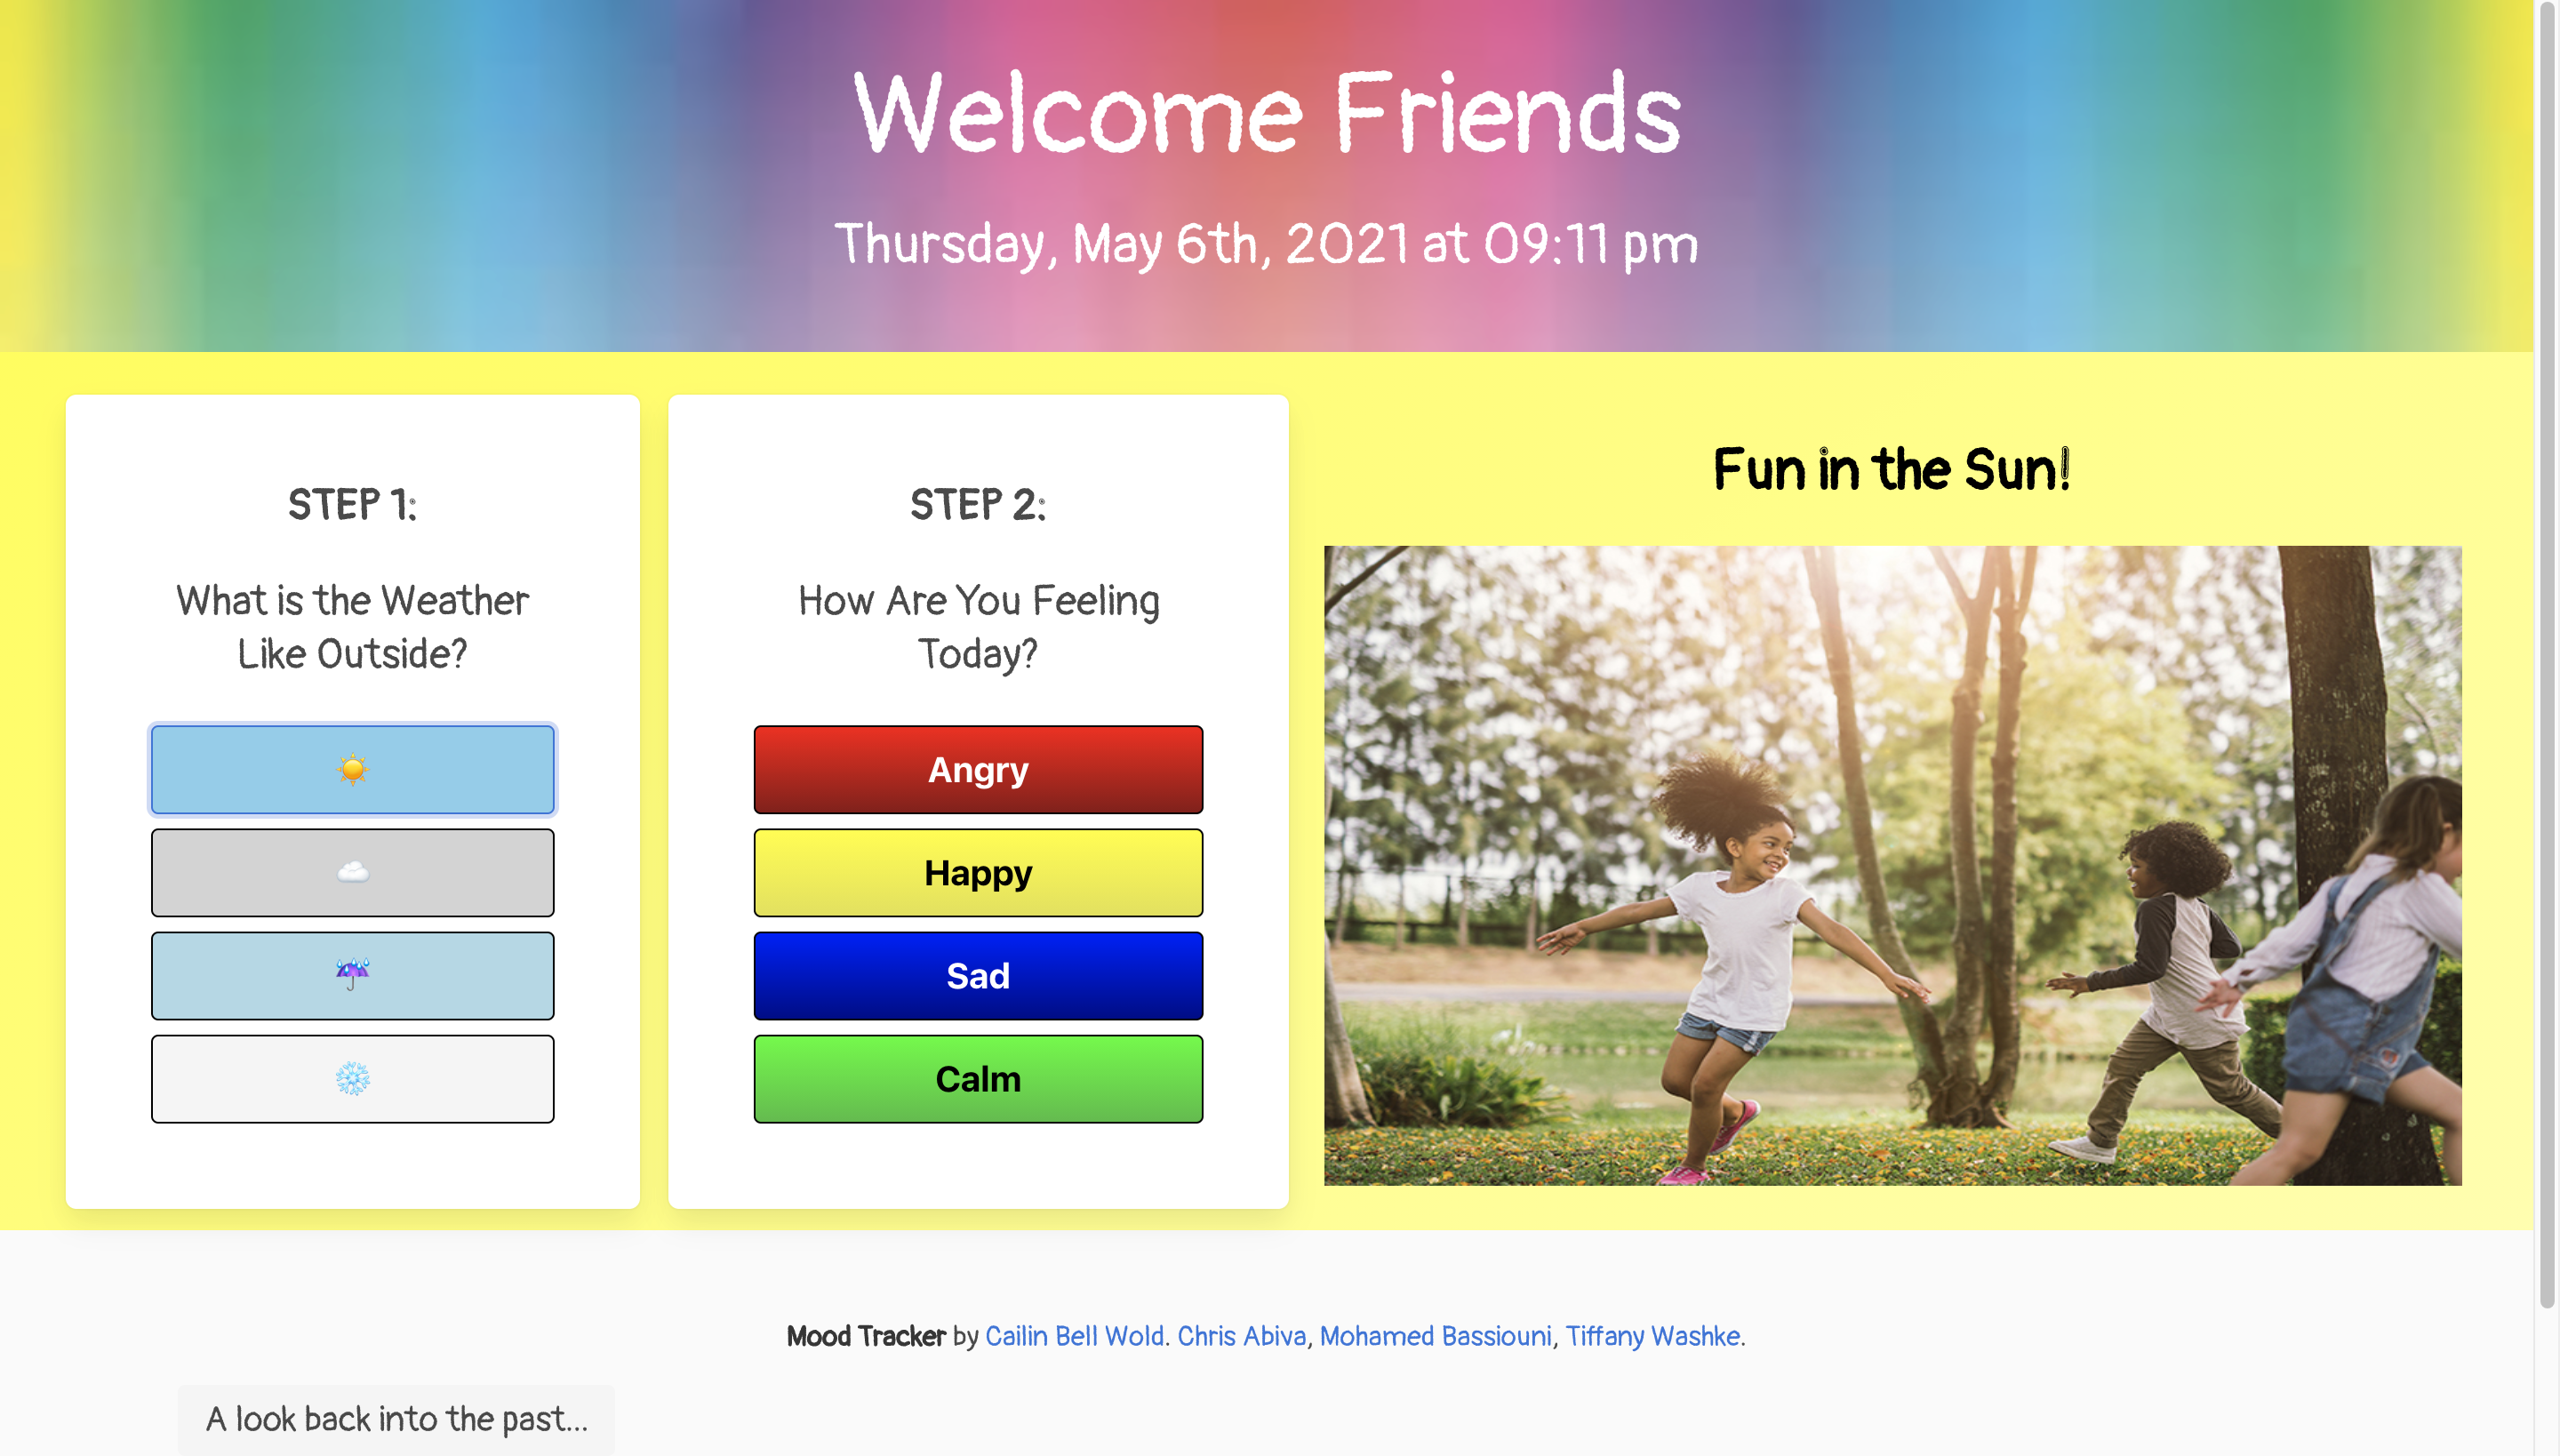 Welcome Friends
Thursday, May 6th, 2021 at 09:11 pm
STEP 1:
What is the Weather
Like Outside?
STEP 2:
How Are You Feeling
Today?
Angry
Happy
Sad
Calm
Fun in the Sun!
Mood Tracker by Cailin Bell Wold. Chris Abiva, Mohamed Bassiouni, Tiffany Washke.
A look back into the past...